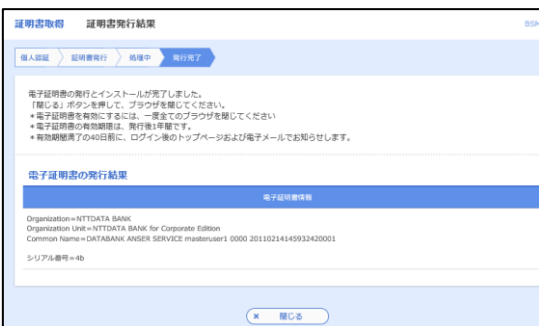 証明書取得 証明書発行結果 BSM
個人認証 証明書発行 処理中 発行完了
電子証明書の発行とインストールが完了しました。
「閉じる」ボタンを押して、ブラウザを閉じてください。
＊電子証明書を有効にするには、一度全てのブラウザを閉じてください
＊電子証明書の有効期限は、発行後1年間です。
＊有効期間満了の40日前に、ログイン後のトップページおよび電子メールでお知らせします。
電子証明書の発行結果
電子証明書情報
Organization=NTTDATA BANK
Organization Unit=NTTDATA BANK for Corporate Edition
Common Name=DATABANK ANSER SERVICE masteruser1 0000 20110214145932420001
シリアル番号=4b
× 閉じる